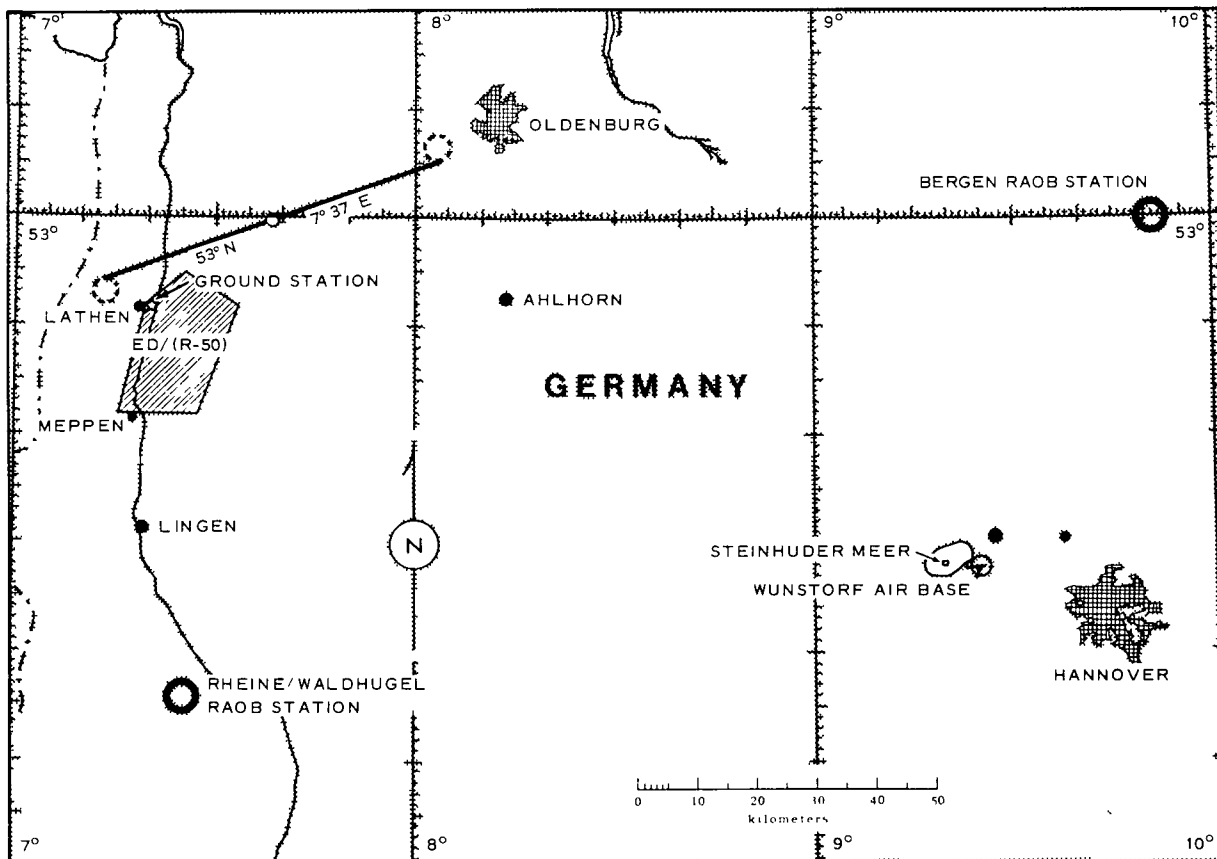 7°
8°
9°
10°
OLDENBURG
BERGEN RAOB STATION
53°
7° 37' E
53° N
53°
GROUND STATION
LATHEN
AHLHORN
ED/(R-50)
GERMANY
MEPPEN
LINGEN
N
STEINHUDER MEER
WUNSTORF AIR BASE
HANNOVER
RHEINE/WALDHUGEL
RAOB STATION
0 10 20 30 40 50
kilometers
7°
8°
9°
10°